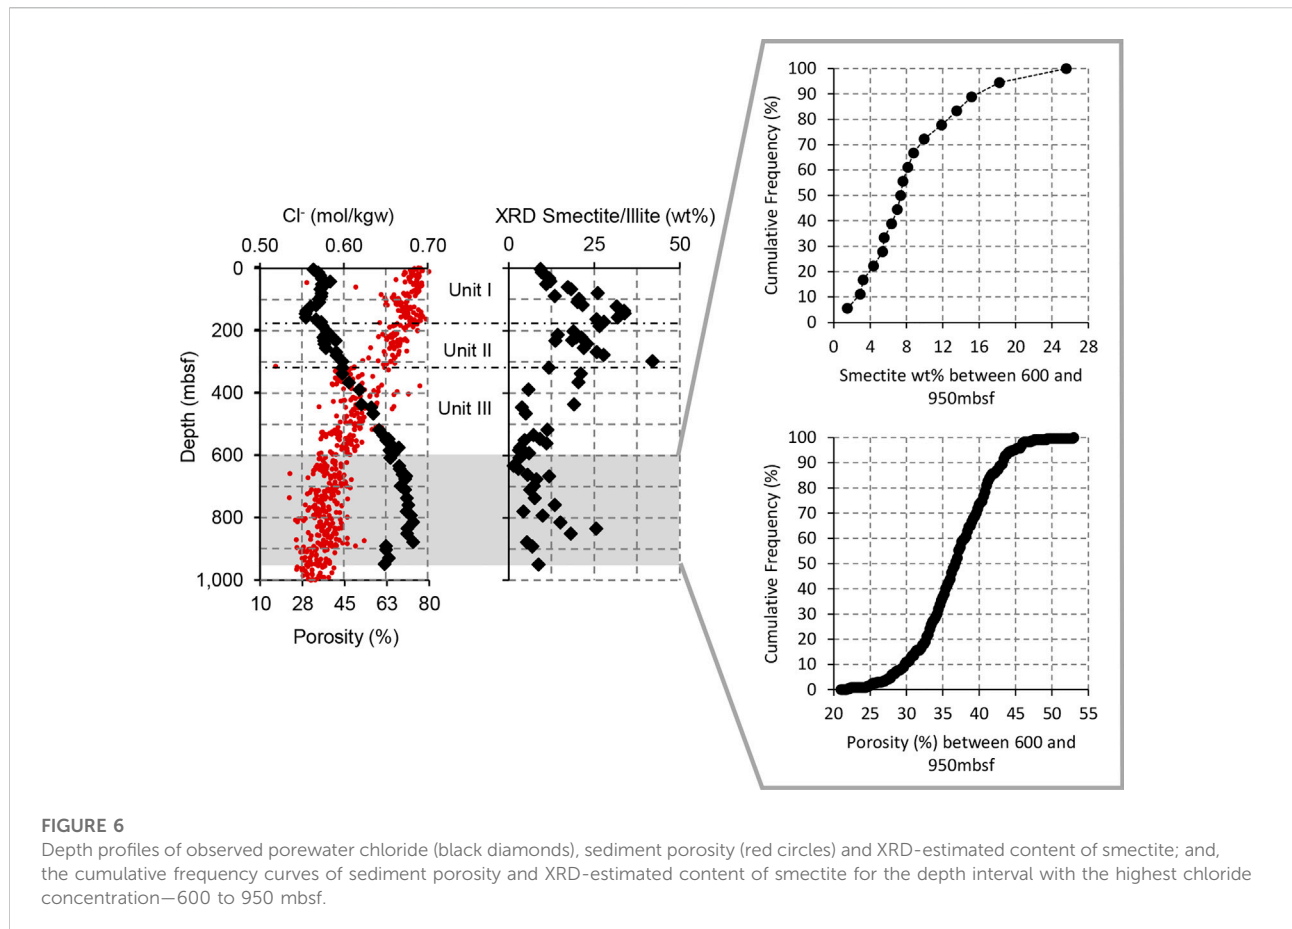 Cl- (mol/kgw)
0.50 0.60 0.70
0
200
400
600
800
1,000
Depth (mbsf)
10 28 45 63 80
Porosity (%)
Unit I
Unit II
Unit III
XRD Smectite/Illite (wt%)
0 25 50
100
90
80
70
60
50
40
30
20
10
0
Cumulative Frequency (%)
0 4 8 12 16 20 24 28
Smectite wt% between 600 and
950mbsf
100
90
80
70
60
50
40
30
20
10
0
Cumulative Frequency (%)
20 25 30 35 40 45 50 55
Porosity (%) between 600 and
950mbsf
FIGURE 6
Depth profiles of observed porewater chloride (black diamonds), sediment porosity (red circles) and XRD-estimated content of smectite; and,
the cumulative frequency curves of sediment porosity and XRD-estimated content of smectite for the depth interval with the highest chloride
concentration—600 to 950 mbsf.